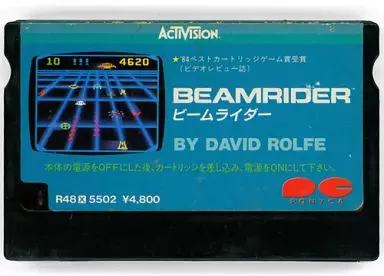 ACTIVISION
10 4620
★'84ベストカートリッジゲーム賞受賞
(ビデオレビュー誌)
BEAMRIDER™
ビームライダー
BY DAVID ROLFE
本体の電源をOFFにした後、カートリッジを差し込み、電源をONにして下さい。
R48X5502 ¥4,800
PONYCA